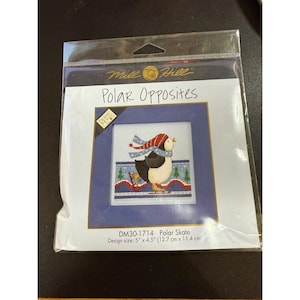 Mill Hill
Polar Opposites
DM30-1714 Polar Skate
Design size: 5" x 4.5" (12.7 cm x 11.4 cm